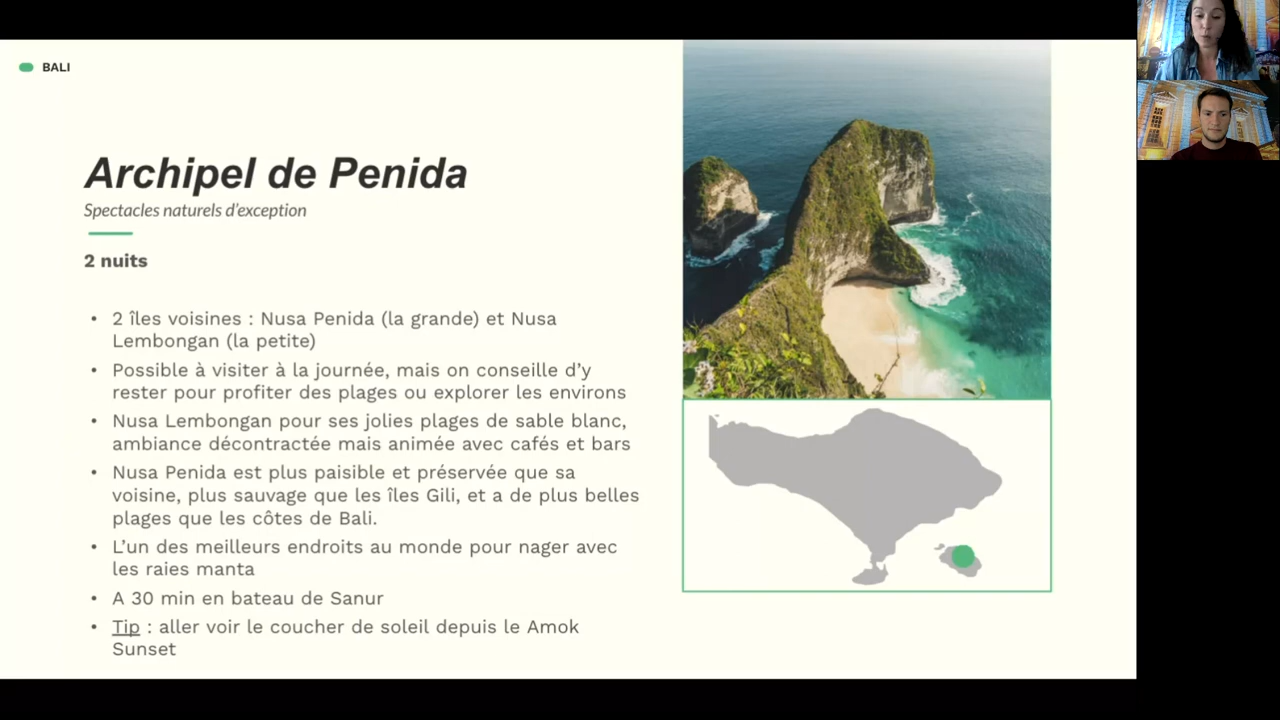 BALI
Archipel de Penida
Spectacles naturels d'exception
2 nuits
• 2 îles voisines : Nusa Penida (la grande) et Nusa
Lembongan (la petite)
• Possible à visiter à la journée, mais on conseille d'y
rester pour profiter des plages ou explorer les environs
• Nusa Lembongan pour ses jolies plages de sable blanc,
ambiance décontractée mais animée avec cafés et bars
• Nusa Penida est plus paisible et préservée que sa
voisine, plus sauvage que les îles Gili, et a de plus belles
plages que les côtes de Bali.
• L'un des meilleurs endroits au monde pour nager avec
les raies manta
• A 30 min en bateau de Sanur
• Tip : aller voir le coucher de soleil depuis le Amok
Sunset